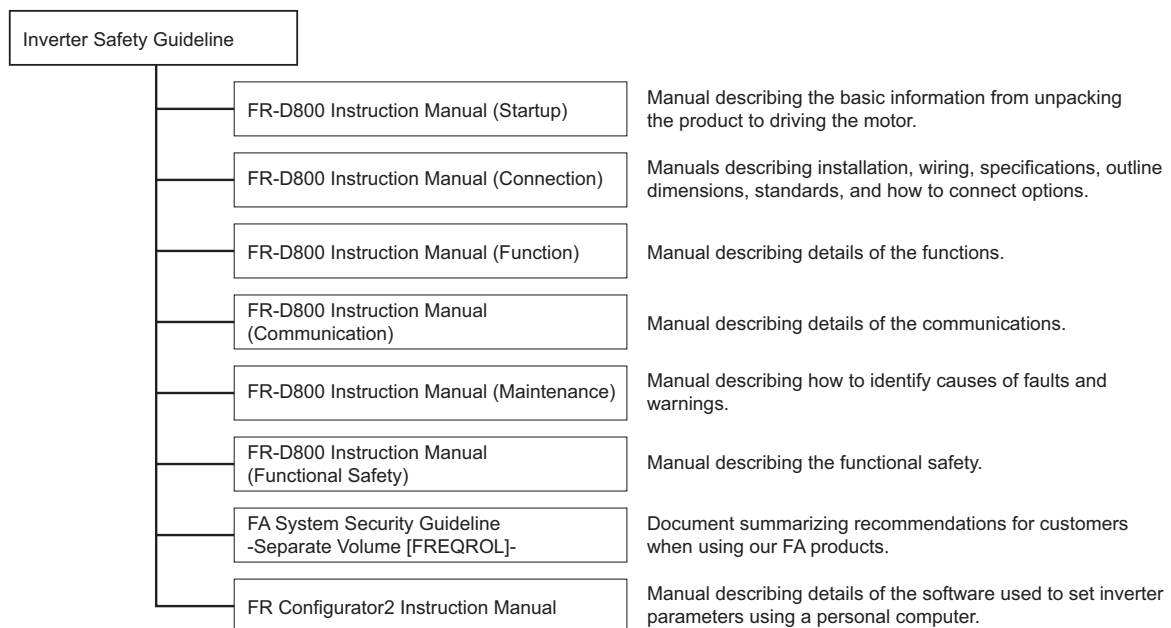 Inverter Safety Guideline
FR-D800 Instruction Manual (Startup)
Manual describing the basic information from unpacking
the product to driving the motor.
FR-D800 Instruction Manual (Connection)
Manuals describing installation, wiring, specifications, outline
dimensions, standards, and how to connect options.
FR-D800 Instruction Manual (Function)
Manual describing details of the functions.
FR-D800 Instruction Manual
(Communication)
Manual describing details of the communications.
FR-D800 Instruction Manual (Maintenance)
Manual describing how to identify causes of faults and
warnings.
FR-D800 Instruction Manual
(Functional Safety)
Manual describing the functional safety.
FA System Security Guideline
-Separate Volume [FREQROL]-
Document summarizing recommendations for customers
when using our FA products.
FR Configurator2 Instruction Manual
Manual describing details of the software used to set inverter
parameters using a personal computer.